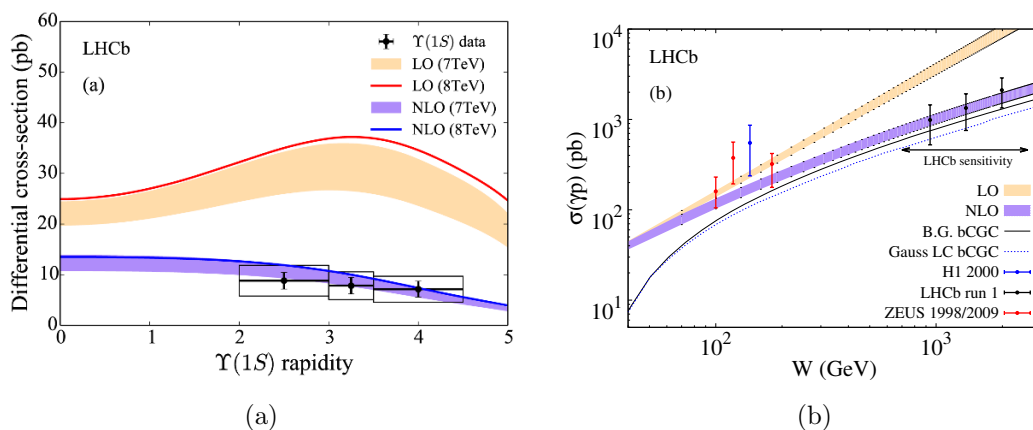 Differential cross-section (pb)
60
50
40
30
20
10
0
LHCb
(a)
ϒ(1S) data
LO (7TeV)
LO (8TeV)
NLO (7TeV)
NLO (8TeV)
0 1 2 3 4 5
ϒ(1S) rapidity
(a)
σ(γp) (pb)
10⁴
10³
10²
10¹
LHCb
(b)
LHCb sensitivity
LO
NLO
B.G. bCGC
Gauss LC bCGC
H1 2000
LHCb run 1
ZEUS 1998/2009
10² 10³
W (GeV)
(b)